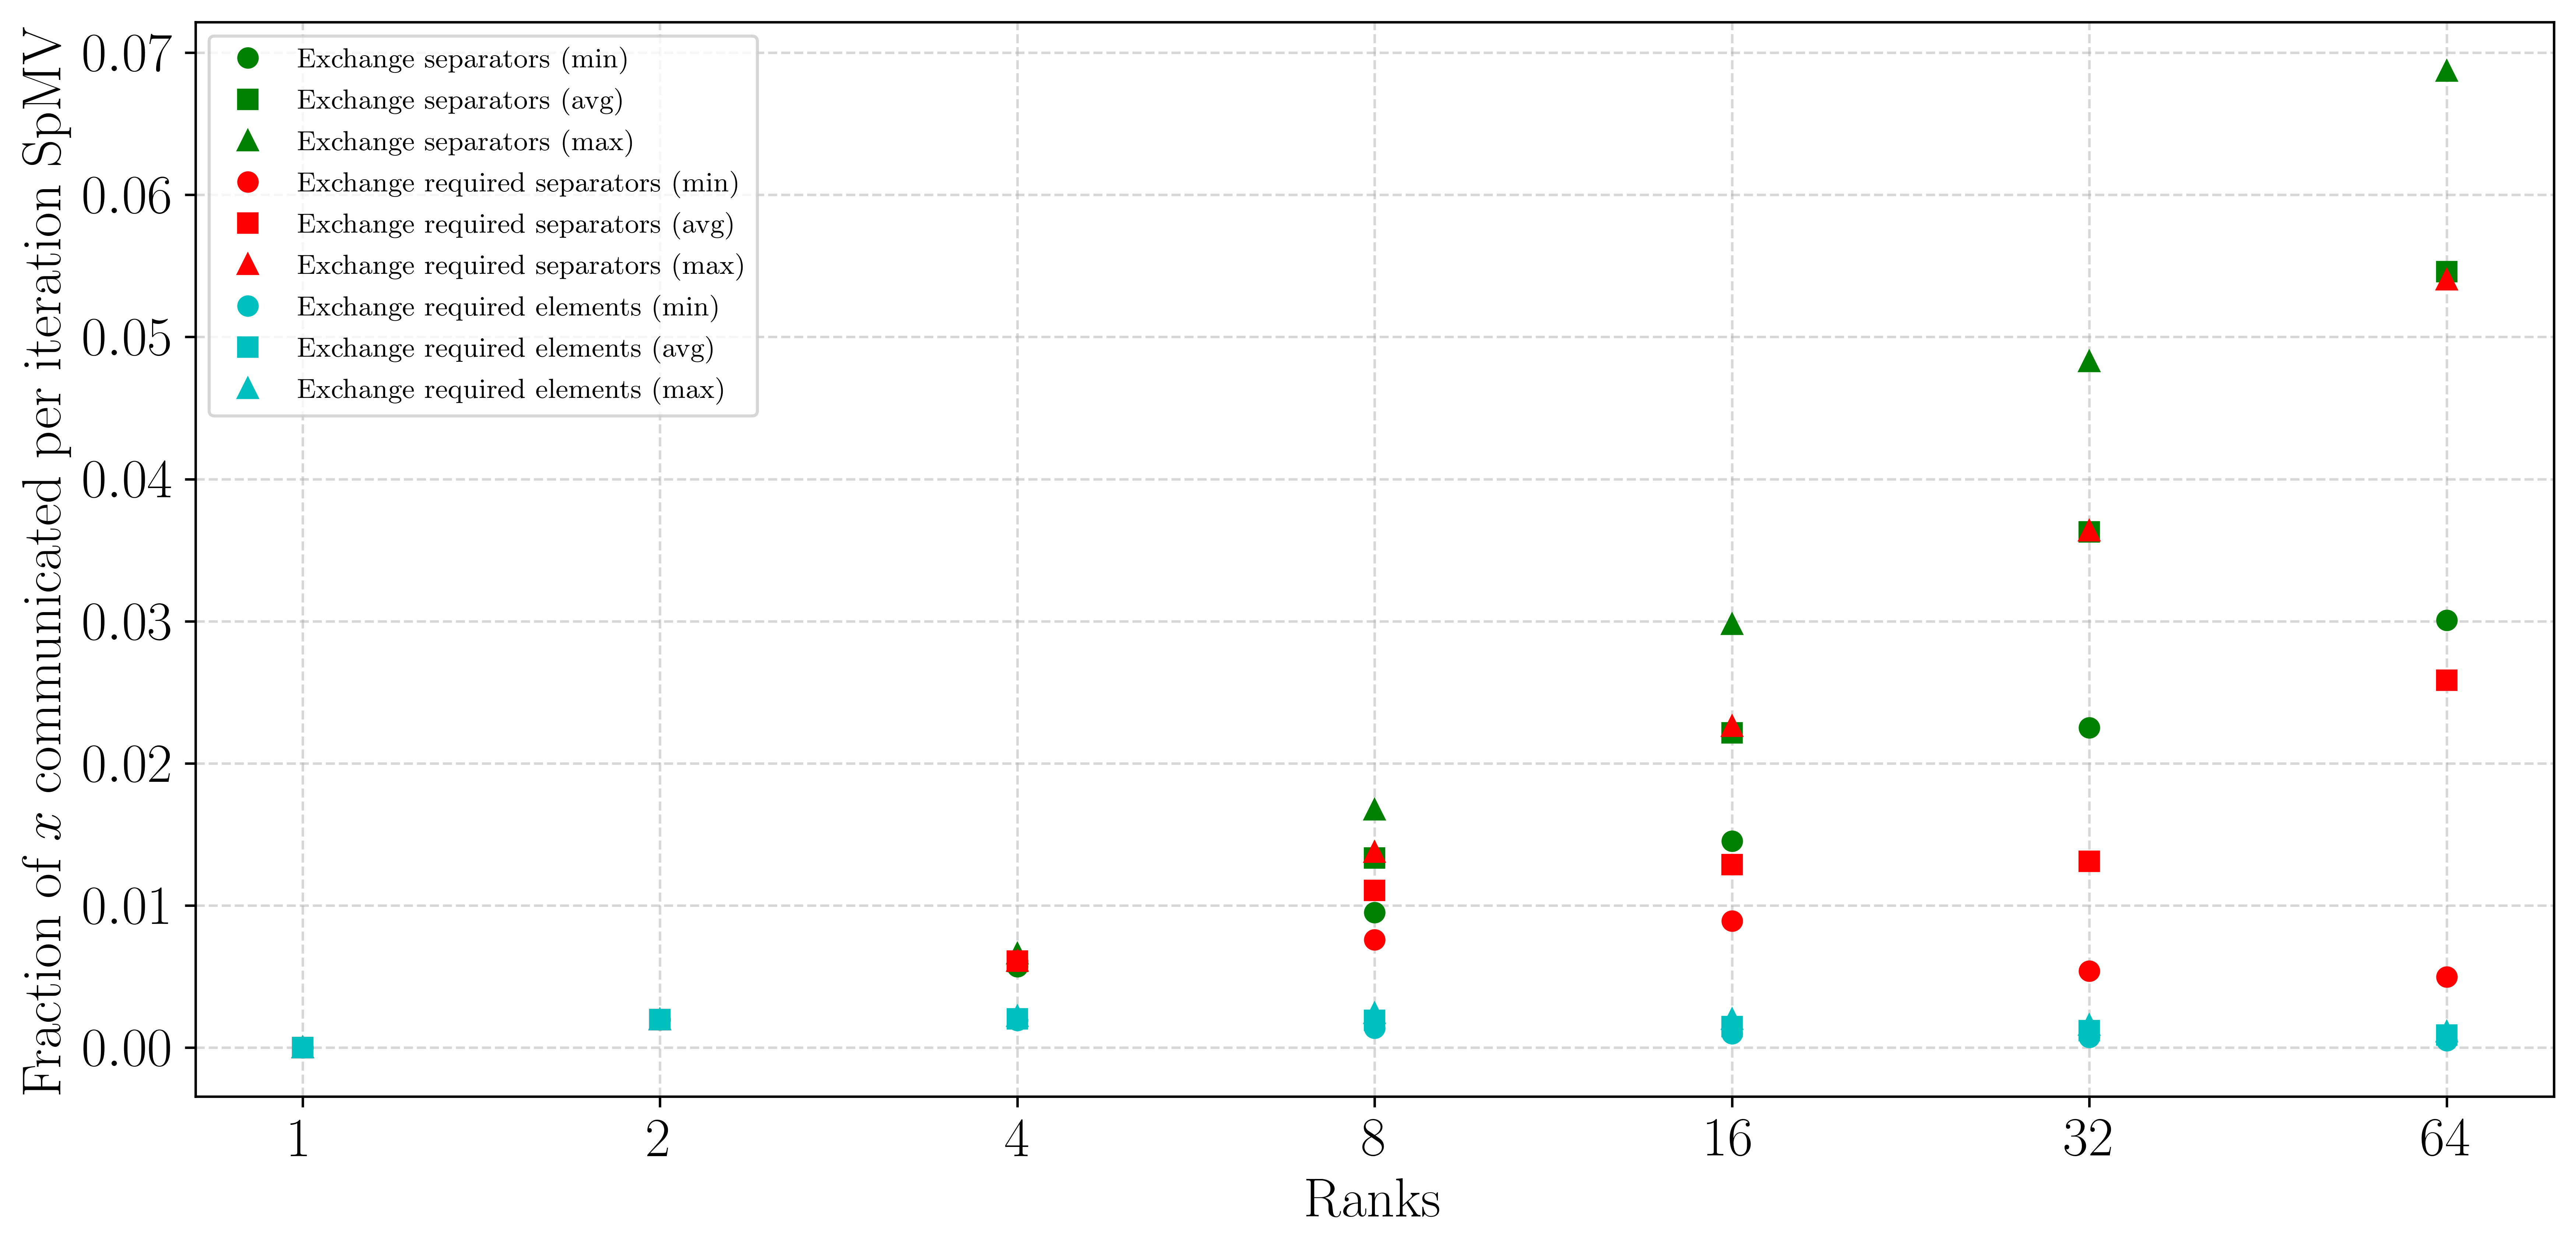 Fraction of x communicated per iteration SpMV
0.07
0.06
0.05
0.04
0.03
0.02
0.01
0.00
Exchange separators (min)
Exchange separators (avg)
Exchange separators (max)
Exchange required separators (min)
Exchange required separators (avg)
Exchange required separators (max)
Exchange required elements (min)
Exchange required elements (avg)
Exchange required elements (max)
1 2 4 8 16 32 64
Ranks